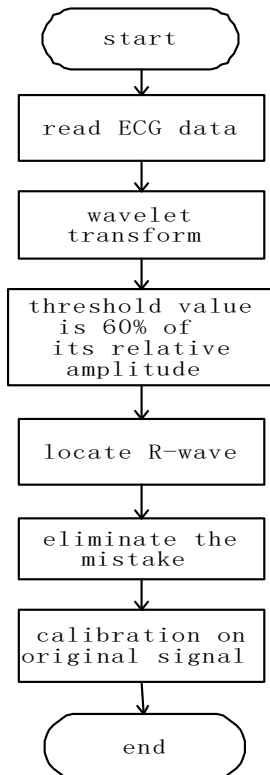 start
read ECG data
wavelet
transform
threshold value
is 60% of
its relative
amplitude
locate R-wave
eliminate the
mistake
calibration on
original signal
end